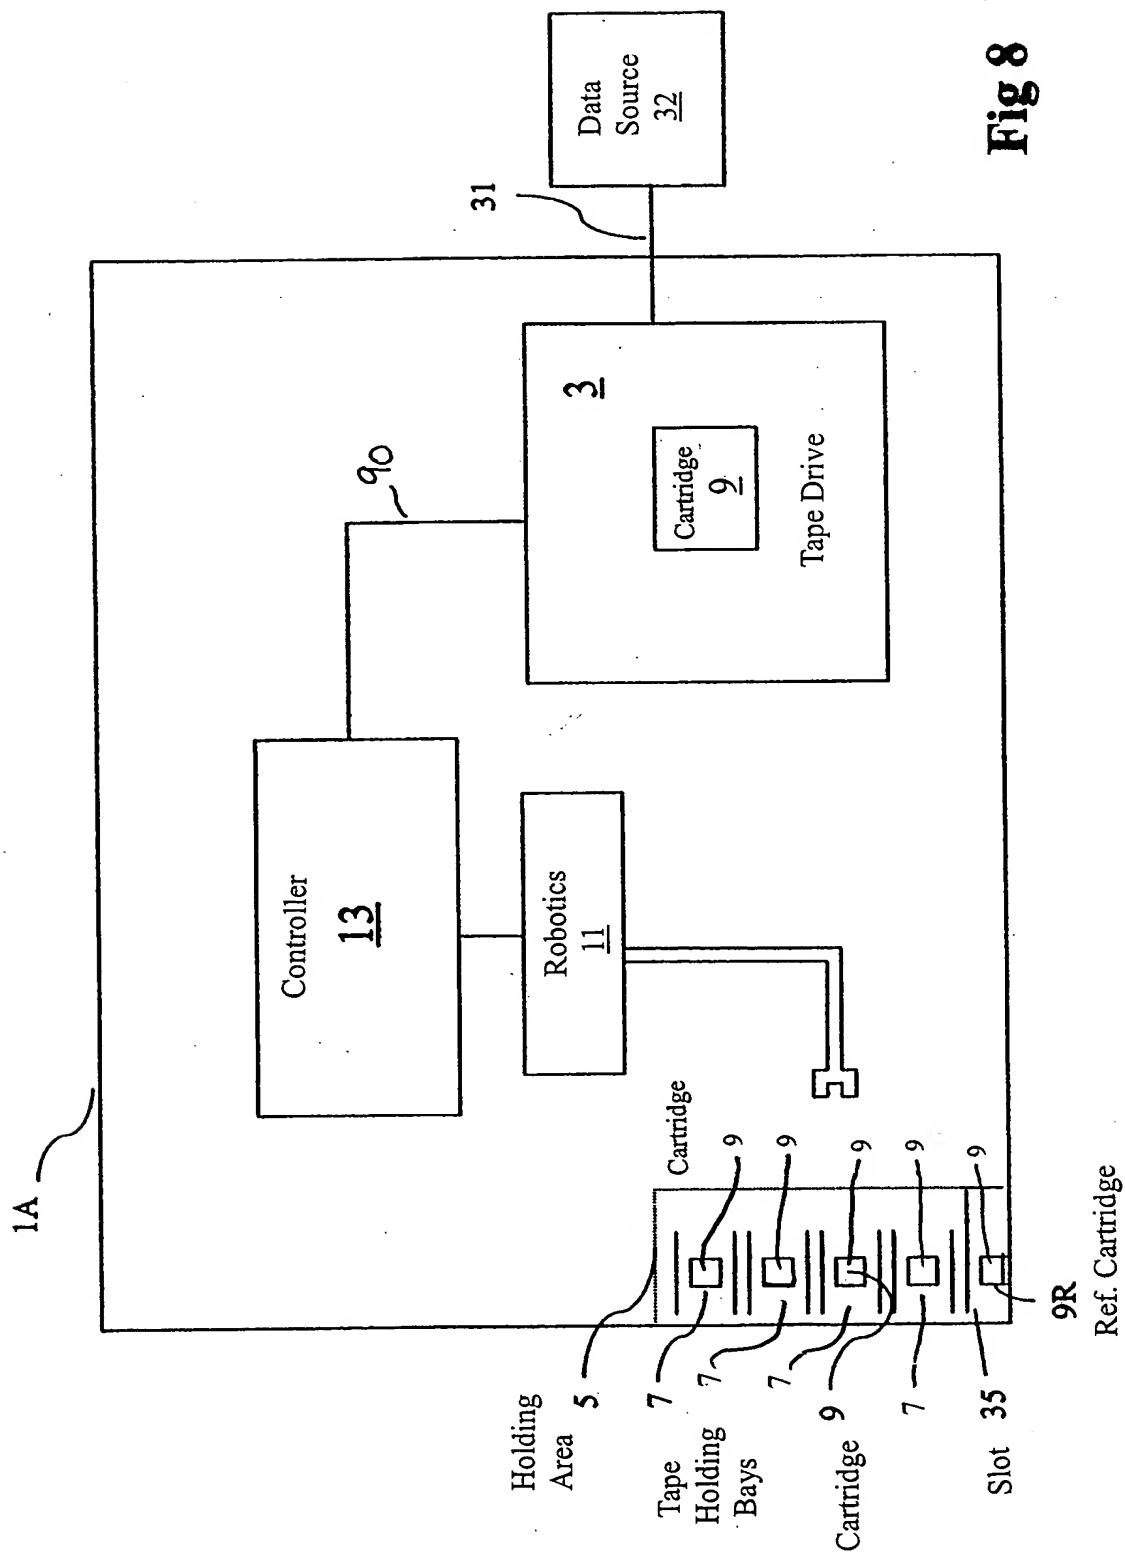 1A
Holding
Area
5
Tape
Holding
Bays
7
7
7
7
Cartridge
9
Slot 35
9R
Ref. Cartridge
Cartridge
9
9
9
9
9
Controller
13
Robotics
11
90
3
Cartridge
9
Tape Drive
31
Data
Source
32
Fig 8